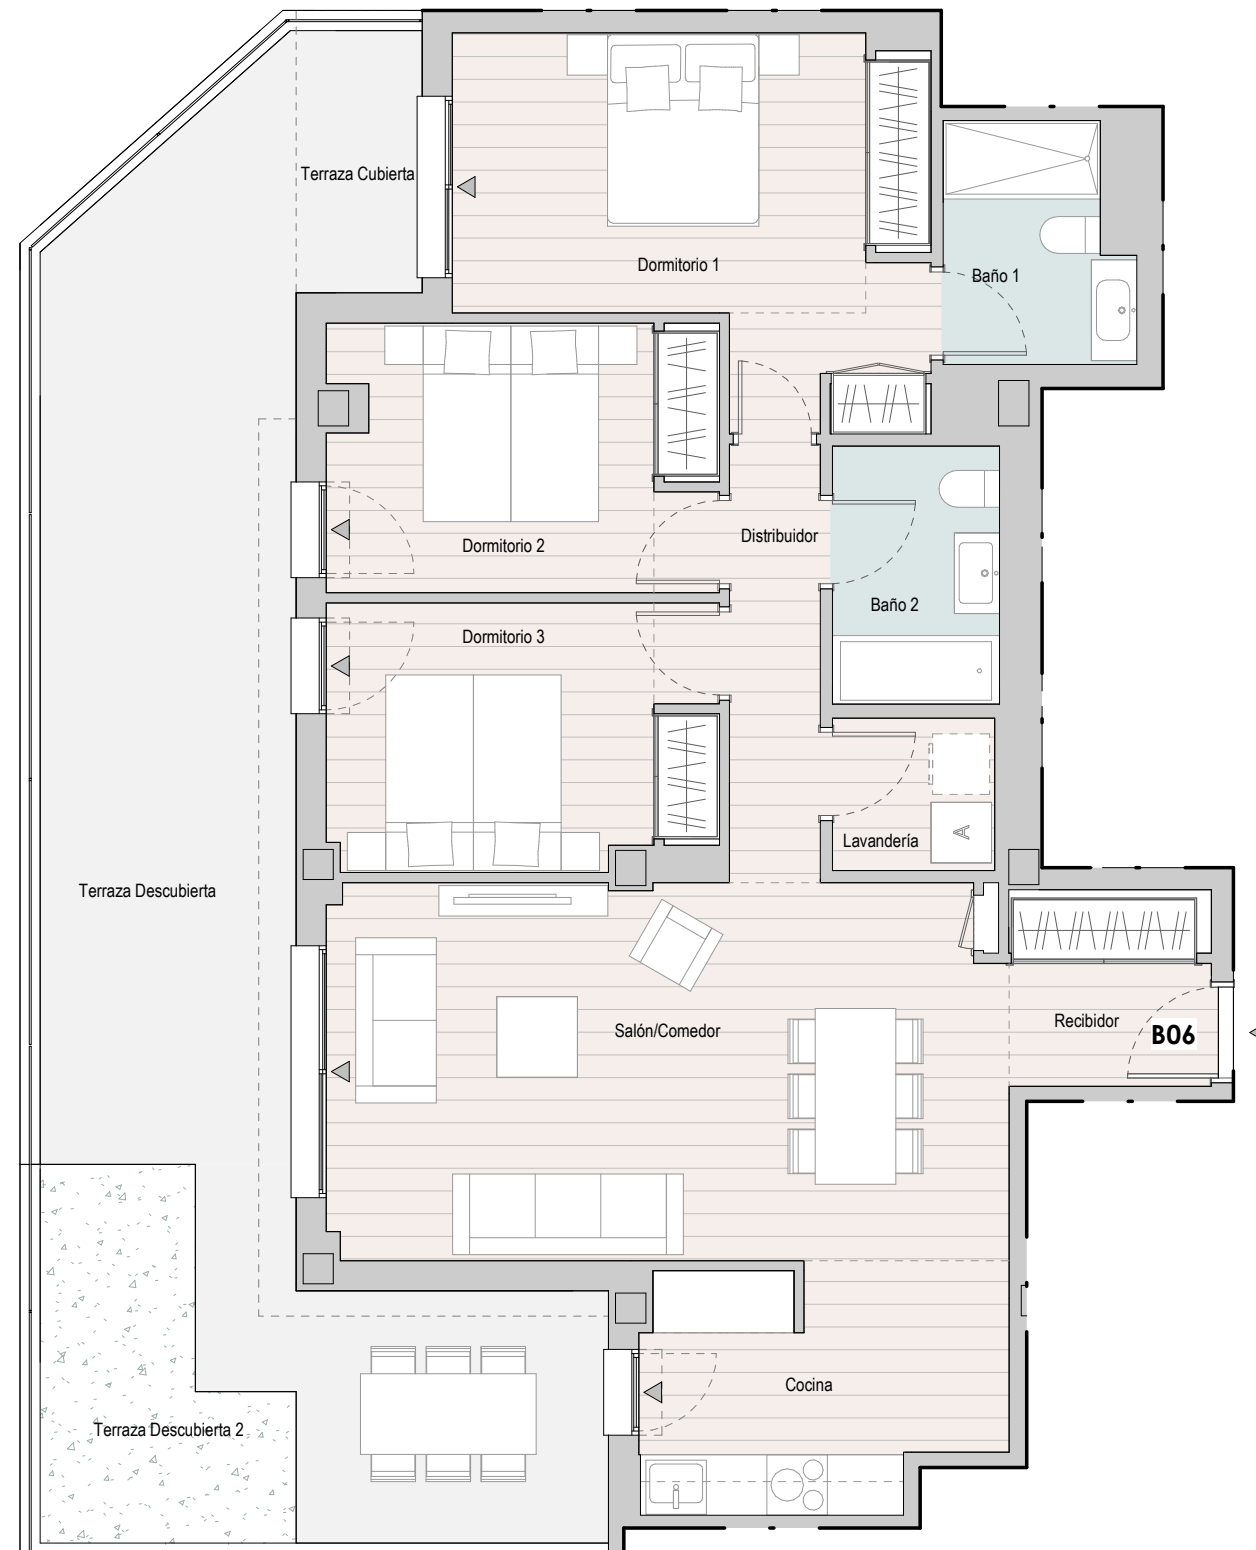 Terraza Cubierta
Dormitorio 1
Baño 1
Dormitorio 2
Distribuidor
Baño 2
Dormitorio 3
Lavandería
A
Terraza Descubierta
Salón/Comedor
Recibidor
B06
Cocina
Terraza Descubierta 2